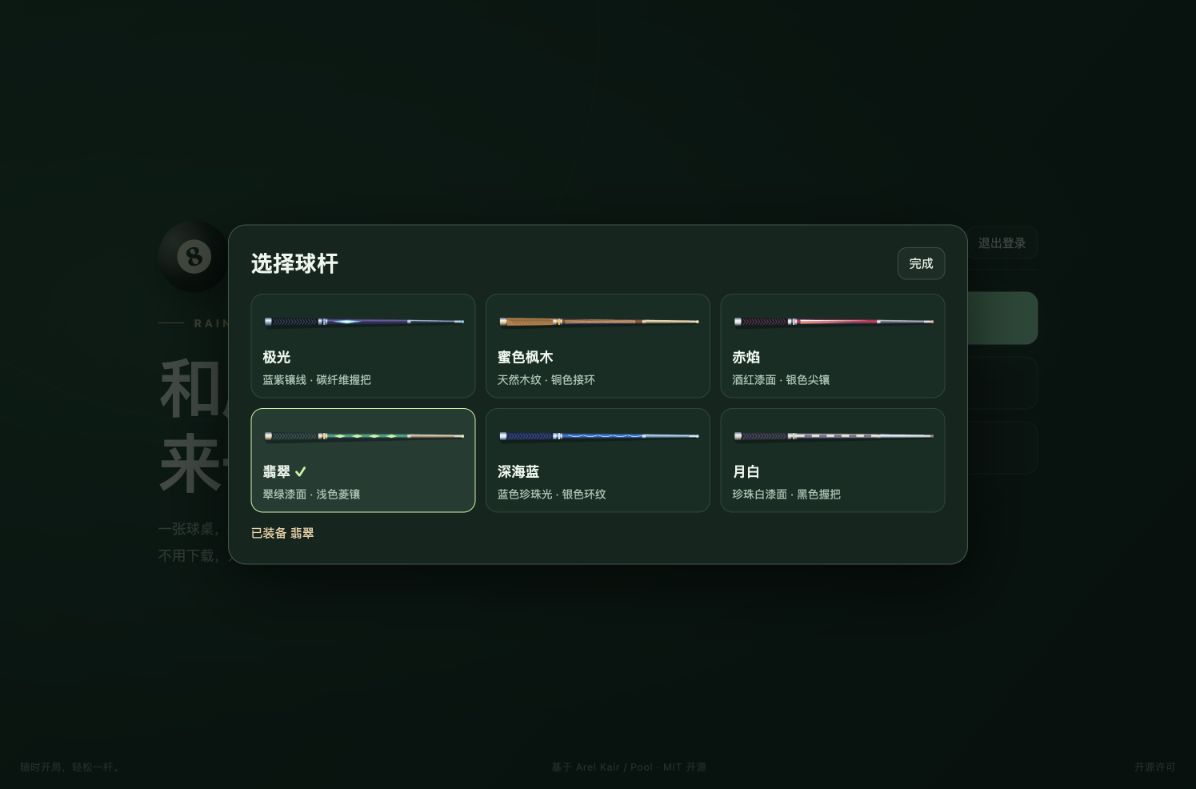 选择球杆
完成
极光
蓝紫镶线 · 碳纤维握把
蜜色枫木
天然木纹 · 铜色接环
赤焰
酒红漆面 · 银色尖镶
翡翠
翠绿漆面 · 浅色菱镶
深海蓝
蓝色珍珠光 · 银色环纹
月白
珍珠白漆面 · 黑色握把
已装备 翡翠
8
退出登录
RAIN
和
来
一张球桌，
不用下载，
随时开局，轻松一杆。
基于 Arel Kair / Pool · MIT 开源
开源许可